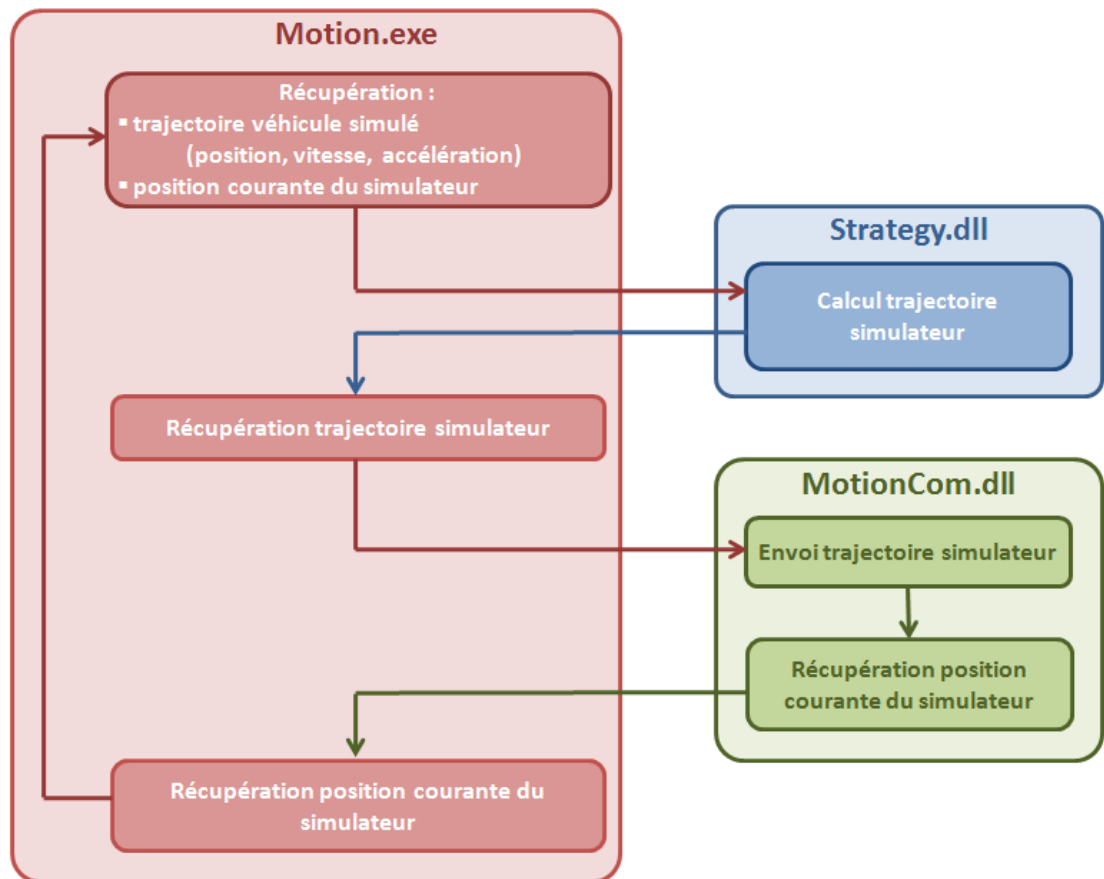 Motion.exe
Récupération :
▪ trajectoire véhicule simulé
(position, vitesse, accélération)
▪ position courante du simulateur
Strategy.dll
Calcul trajectoire
simulateur
Récupération trajectoire simulateur
MotionCom.dll
Envoi trajectoire simulateur
Récupération position
courante du simulateur
Récupération position courante du
simulateur